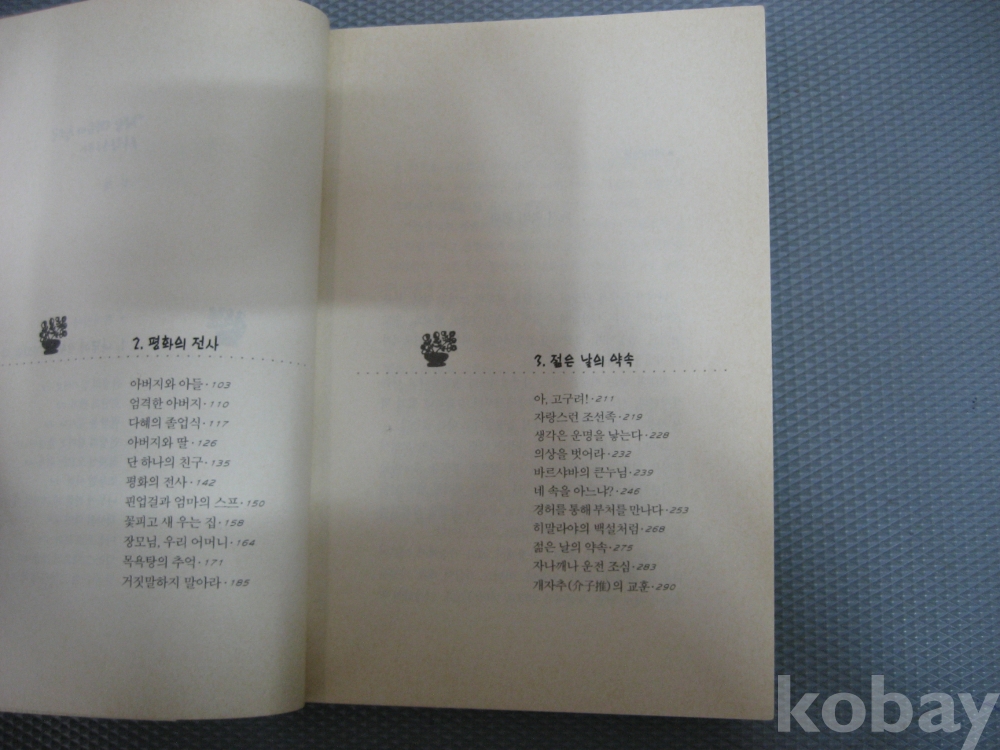 2. 평화의 전사
아버지와 아들 · 103
엄격한 아버지 · 110
다혜의 졸업식 · 117
아버지와 딸 · 126
단 하나의 친구 · 135
평화의 전사 · 142
핀업걸과 엄마의 스프 · 150
꽃피고 새 우는 집 · 158
장모님, 우리 어머니 · 164
목욕탕의 추억 · 171
거짓말하지 말아라 · 185
3. 젊은 날의 약속
아, 고구려! · 211
자랑스런 조선족 · 219
생각은 운명을 낳는다 · 228
의상을 벗어라 · 232
바르샤바의 큰누님 · 239
네 속을 아느냐? · 246
경허를 통해 부처를 만나다 · 253
히말라야의 백설처럼 · 268
젊은 날의 약속 · 275
자나깨나 운전 조심 · 283
개자추(介子推)의 교훈 · 290
kobay